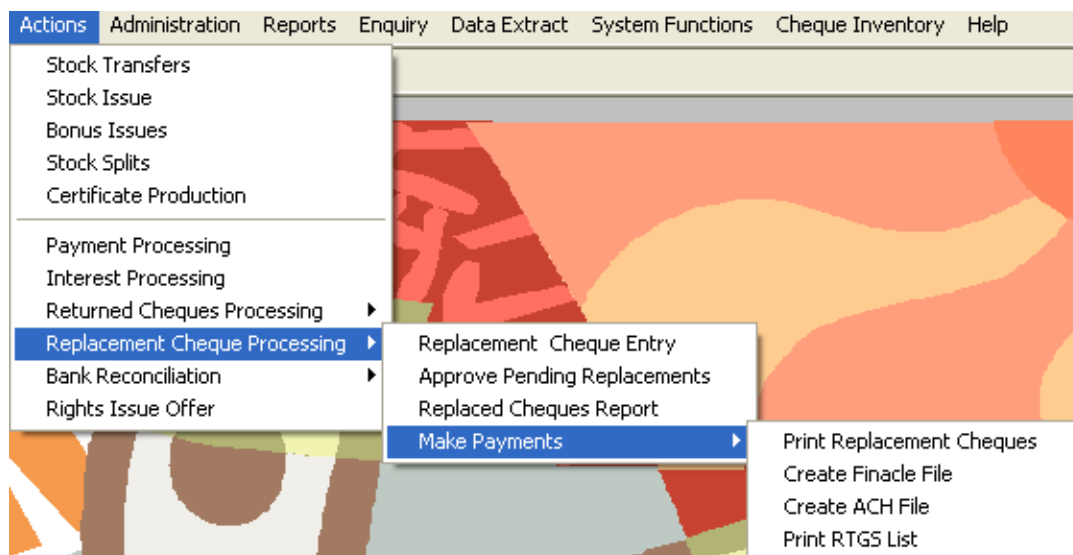 Actions Administration Reports Enquiry Data Extract System Functions Cheque Inventory Help
Stock Transfers
Stock Issue
Bonus Issues
Stock Splits
Certificate Production
Payment Processing
Interest Processing
Returned Cheques Processing
Replacement Cheque Processing
Bank Reconciliation
Rights Issue Offer
Replacement Cheque Entry
Approve Pending Replacements
Replaced Cheques Report
Make Payments
Print Replacement Cheques
Create Finacle File
Create ACH File
Print RTGS List